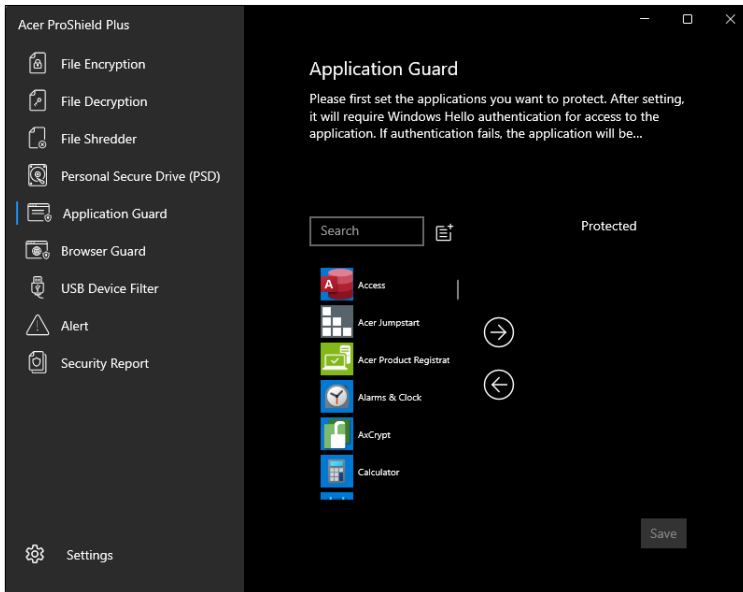 Acer ProShield Plus
File Encryption
File Decryption
File Shredder
Personal Secure Drive (PSD)
Application Guard
Browser Guard
USB Device Filter
Alert
Security Report
Settings
Application Guard
Please first set the applications you want to protect. After setting,
it will require Windows Hello authentication for access to the
application. If authentication fails, the application will be...
Search
Protected
A
Access
Acer Jumpstart
Acer Product Registrat
Alarms & Clock
AxCrypt
Calculator
Save